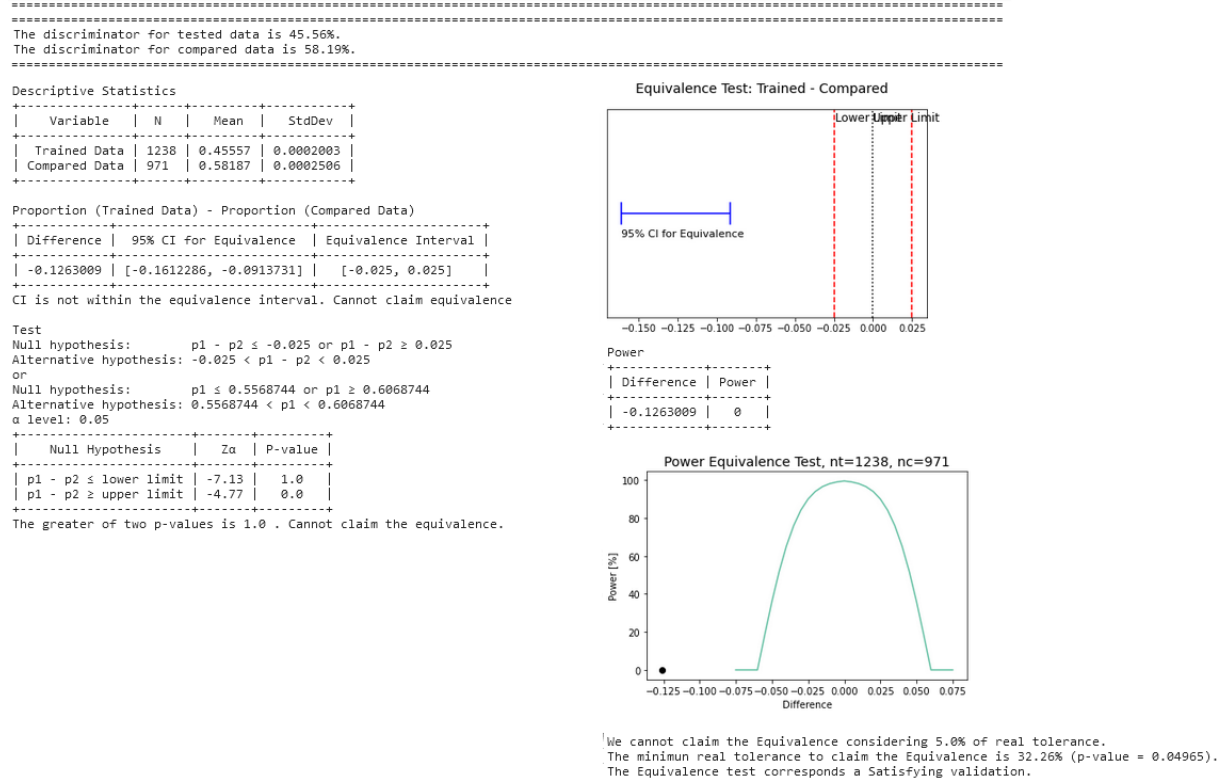 ====================================================================================================================================
====================================================================================================================================
The discriminator for tested data is 45.56%.
The discriminator for compared data is 58.19%.
====================================================================================================================================
Descriptive Statistics
+---------------+------+---------+-----------+
| Variable | N | Mean | StdDev |
+---------------+------+---------+-----------+
| Trained Data | 1238 | 0.45557 | 0.0002003 |
| Compared Data | 971 | 0.58187 | 0.0002506 |
+---------------+------+---------+-----------+
Proportion (Trained Data) - Proportion (Compared Data)
+------------+--------------------------+----------------------+
| Difference | 95% CI for Equivalence | Equivalence Interval |
+------------+--------------------------+----------------------+
| -0.1263009 | [-0.1612286, -0.0913731] | [-0.025, 0.025] |
+------------+--------------------------+----------------------+
CI is not within the equivalence interval. Cannot claim equivalence
Test
Null hypothesis: p1 - p2 ≤ -0.025 or p1 - p2 ≥ 0.025
Alternative hypothesis: -0.025 < p1 - p2 < 0.025
or
Null hypothesis: p1 ≤ 0.5568744 or p1 ≥ 0.6068744
Alternative hypothesis: 0.5568744 < p1 < 0.6068744
α level: 0.05
+-----------------------+-------+---------+
| Null Hypothesis | Zα | P-value |
+-----------------------+-------+---------+
| p1 - p2 ≤ lower limit | -7.13 | 1.0 |
| p1 - p2 ≥ upper limit | -4.77 | 0.0 |
+-----------------------+-------+---------+
The greater of two p-values is 1.0 . Cannot claim the equivalence.
Equivalence Test: Trained - Compared
Lower Limit Upper Limit
95% CI for Equivalence
−0.150 −0.125 −0.100 −0.075 −0.050 −0.025 0.000 0.025
Power
+------------+-------+
| Difference | Power |
+------------+-------+
| -0.1263009 | 0 |
+------------+-------+
Power Equivalence Test, nt=1238, nc=971
100
80
60
40
20
0
Power [%]
−0.125 −0.100 −0.075 −0.050 −0.025 0.000 0.025 0.050 0.075
Difference
We cannot claim the Equivalence considering 5.0% of real tolerance.
The minimun real tolerance to claim the Equivalence is 32.26% (p-value = 0.04965).
The Equivalence test corresponds a Satisfying validation.